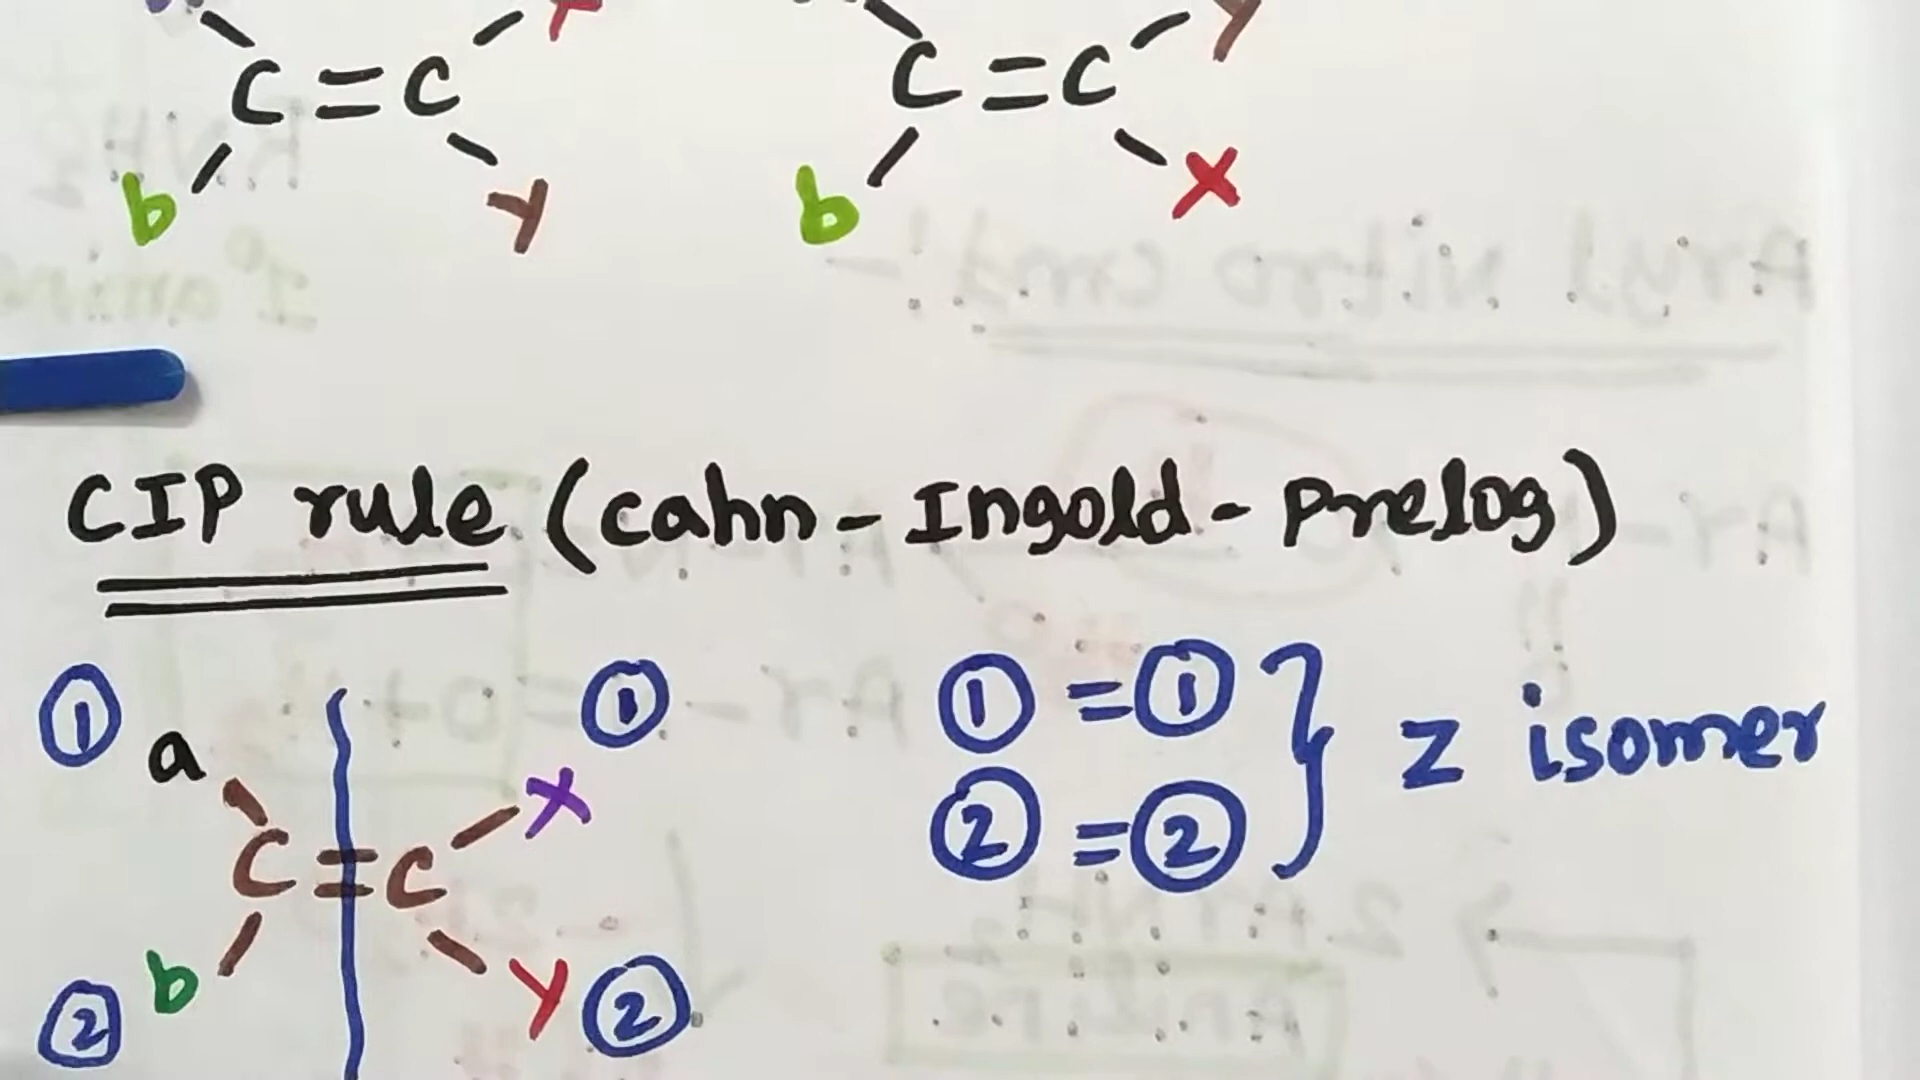 C = C C = C
b Y b X
CIP rule (cahn - Ingold - Prelog)
① a ① ① = ① } Z isomer
X ② = ②
C = C
② b Y ②